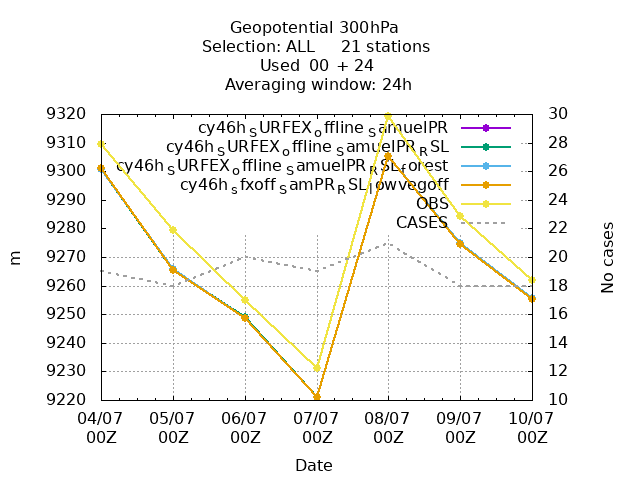 Geopotential 300hPa
Selection: ALL 21 stations
Used 00 + 24
Averaging window: 24h
9320
9310
9300
9290
9280
9270
9260
9250
9240
9230
9220
m
cy46h_SURFEX_offline_SamuelPR
cy46h_SURFEX_offline_SamuelPR_RSL
cy46h_SURFEX_offline_SamuelPR_RSL_forest
cy46h_sfxoff_SamPR_RSL_lowvegoff
OBS
CASES
30
28
26
24
22
20
18
16
14
12
10
No cases
04/07 05/07 06/07 07/07 08/07 09/07 10/07
00Z 00Z 00Z 00Z 00Z 00Z 00Z
Date